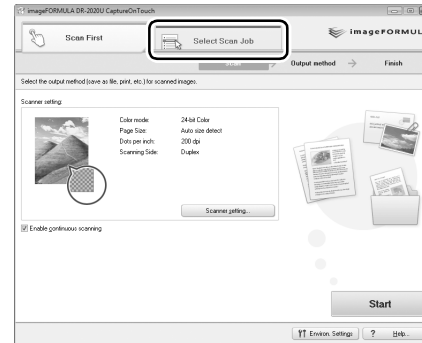 imageFORMULA DR-2020U CaptureOnTouch
Scan First
Select Scan Job
imageFORMUL
Output method → Finish
Select the output method (save as file, print, etc.) for scanned images.
Scanner setting:
Color mode: 24-bit Color
Page Size: Auto size detect
Dots per inch: 200 dpi
Scanning Side: Duplex
Scanner setting...
Enable continuous scanning
Start
Environ. Settings ? Help...